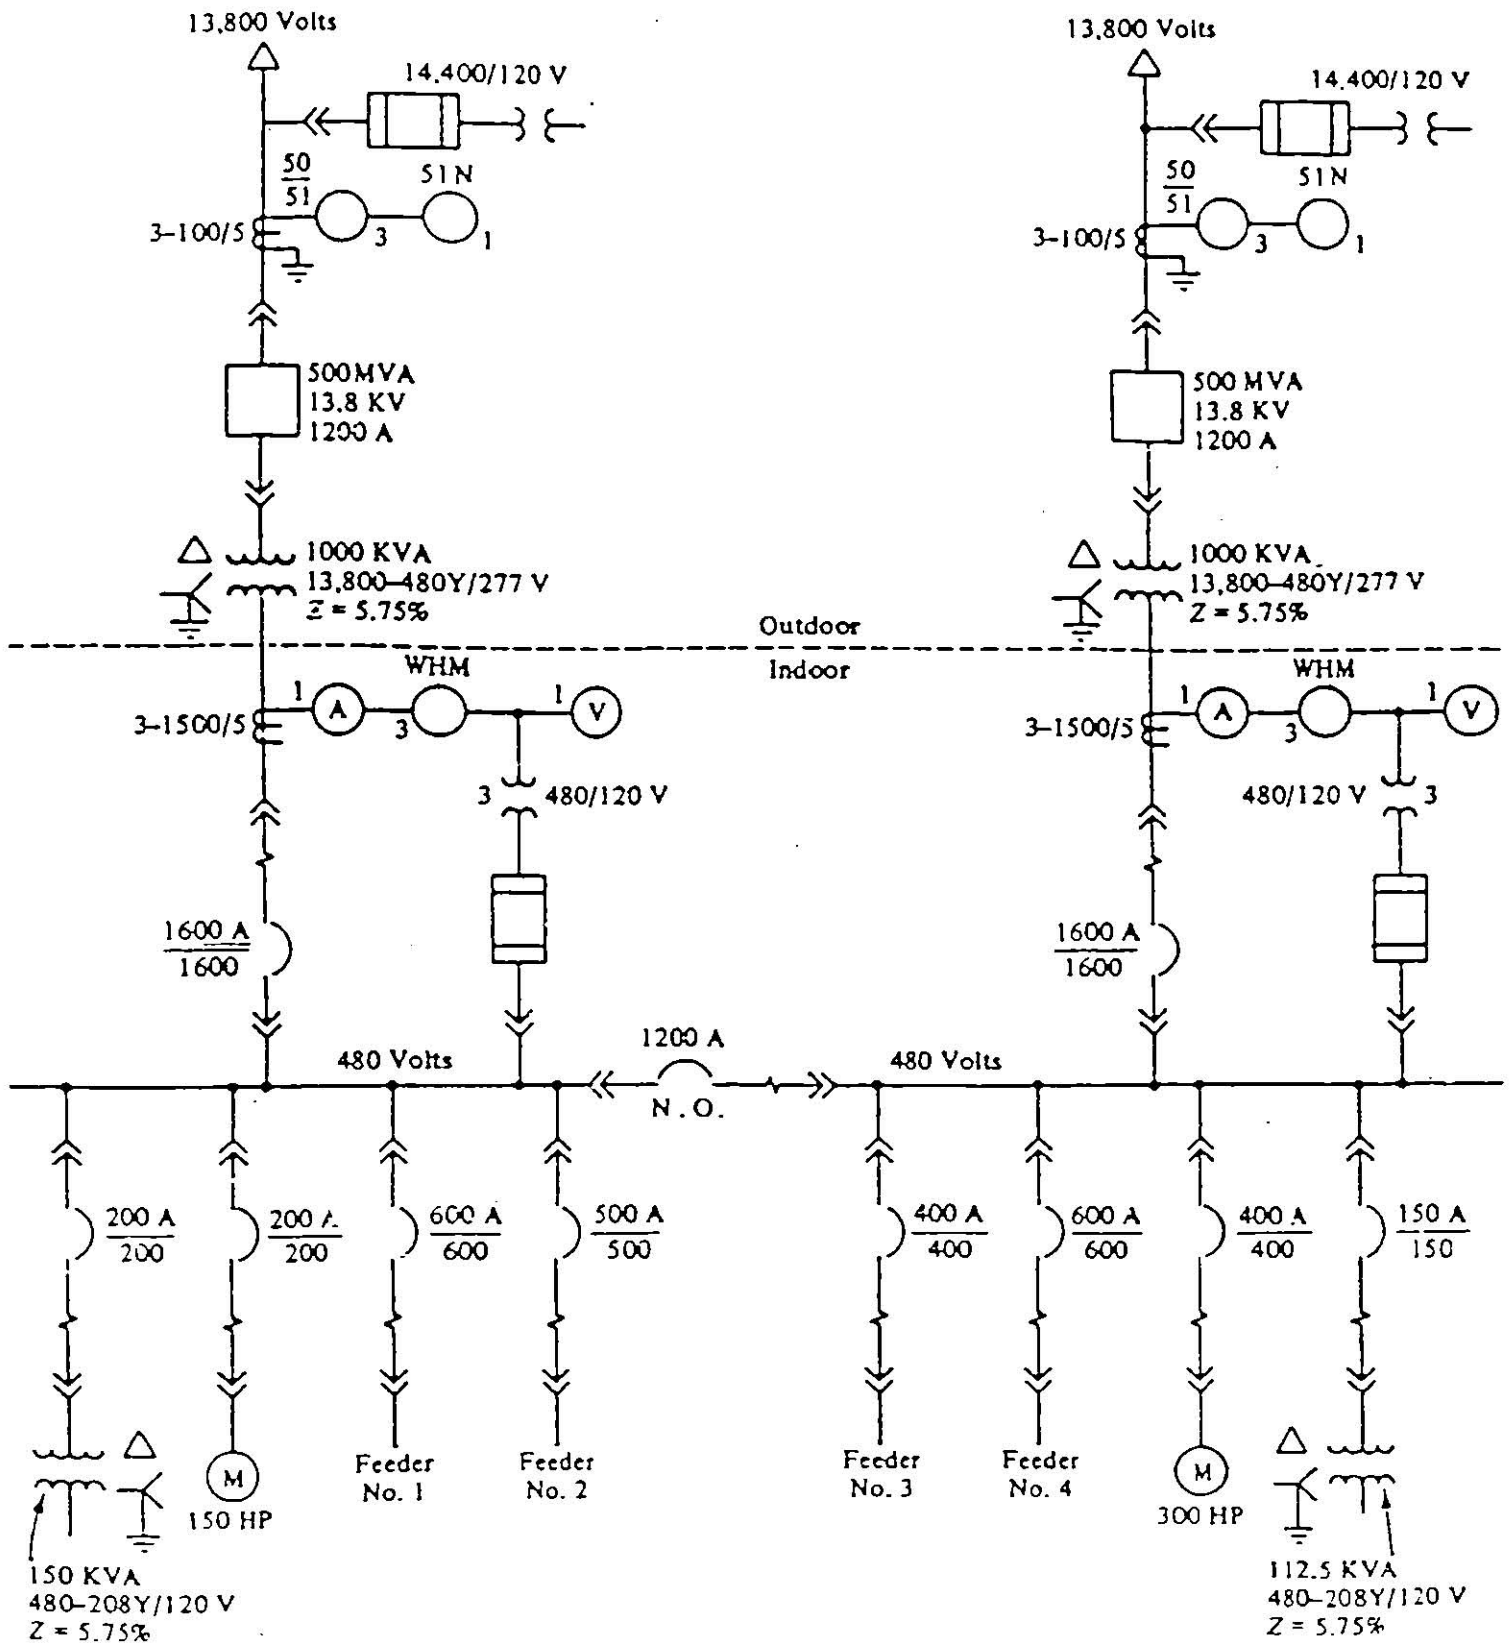 13,800 Volts
14.400/120 V
50
51
51N
3
1
3-100/5
500MVA
13.8 KV
1200 A
1000 KVA
13,800-480Y/277 V
Z = 5.75%
13,800 Volts
14.400/120 V
50
51
51N
3
1
3-100/5
500 MVA
13.8 KV
1200 A
1000 KVA
13,800-480Y/277 V
Z = 5.75%
Outdoor
Indoor
WHM
1
A
3
1
V
3-1500/5
3
480/120 V
1600 A
1600
WHM
1
A
3
1
V
3-1500/5
480/120 V
3
1600 A
1600
480 Volts
1200 A
N.O.
480 Volts
200 A
200
200 A
200
600 A
600
500 A
500
400 A
400
600 A
600
400 A
400
150 A
150
150 KVA
480-208Y/120 V
Z = 5.75%
M
150 HP
Feeder
No. 1
Feeder
No. 2
Feeder
No. 3
Feeder
No. 4
M
300 HP
112.5 KVA
480-208Y/120 V
Z = 5.75%